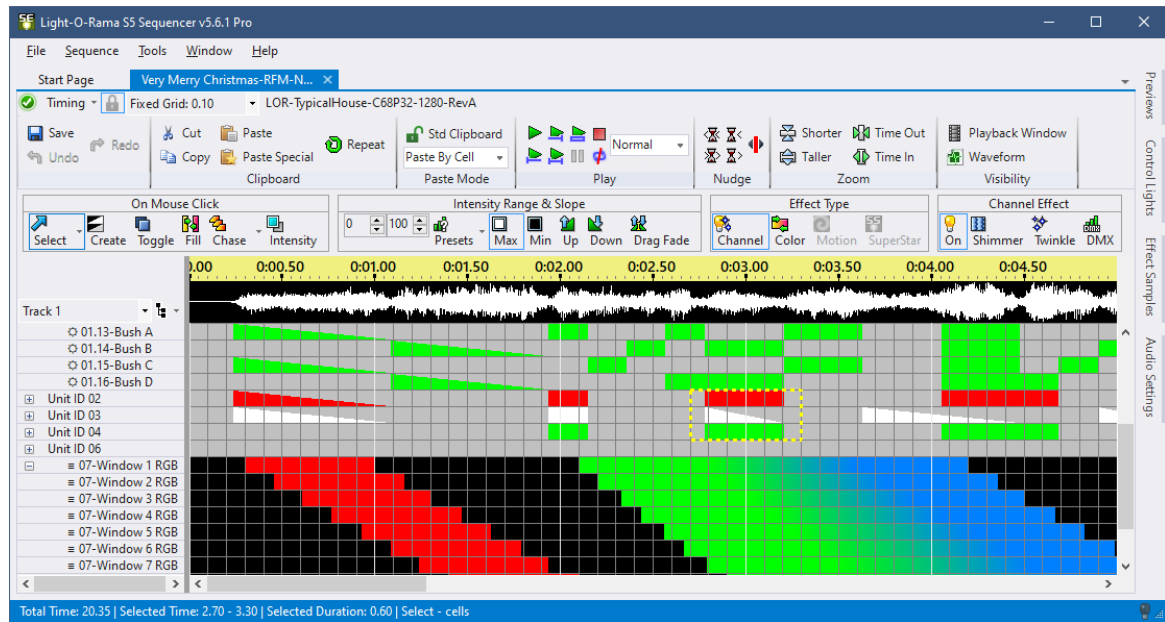 Light-O-Rama S5 Sequencer v5.6.1 Pro
File Sequence Tools Window Help
Start Page Very Merry Christmas-RFM-N...
Timing Fixed Grid: 0.10 LOR-TypicalHouse-C68P32-1280-RevA
Save Cut Paste Std Clipboard Shorter Time Out Playback Window
Undo Redo Copy Paste Special Repeat Paste By Cell Normal Taller Time In Waveform
Clipboard Paste Mode Play Nudge Zoom Visibility
On Mouse Click Intensity Range & Slope Effect Type Channel Effect
0 100
Select Create Toggle Fill Chase Intensity Presets Max Min Up Down Drag Fade Channel Color Motion SuperStar On Shimmer Twinkle DMX
0.00 0:00.50 0:01.00 0:01.50 0:02.00 0:02.50 0:03.00 0:03.50 0:04.00 0:04.50
Track 1
01.13-Bush A
01.14-Bush B
01.15-Bush C
01.16-Bush D
Unit ID 02
Unit ID 03
Unit ID 04
Unit ID 06
07-Window 1 RGB
07-Window 2 RGB
07-Window 3 RGB
07-Window 4 RGB
07-Window 5 RGB
07-Window 6 RGB
07-Window 7 RGB
Total Time: 20.35 | Selected Time: 2.70 - 3.30 | Selected Duration: 0.60 | Select - cells
Previews
Control Lights
Effect Samples
Audio Settings